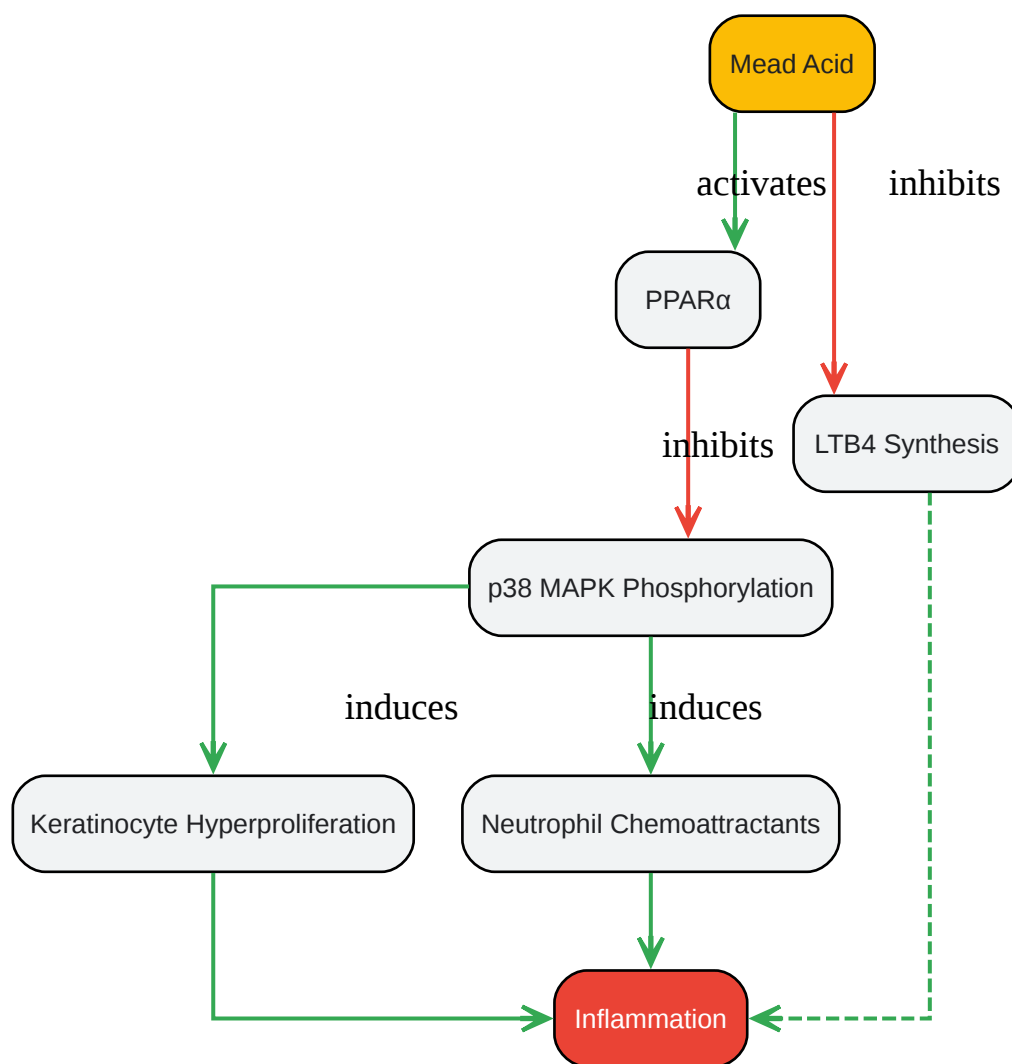 Mead Acid
activates
inhibits
PPARα
inhibits
LTB4 Synthesis
p38 MAPK Phosphorylation
induces
induces
Keratinocyte Hyperproliferation
Neutrophil Chemoattractants
Inflammation